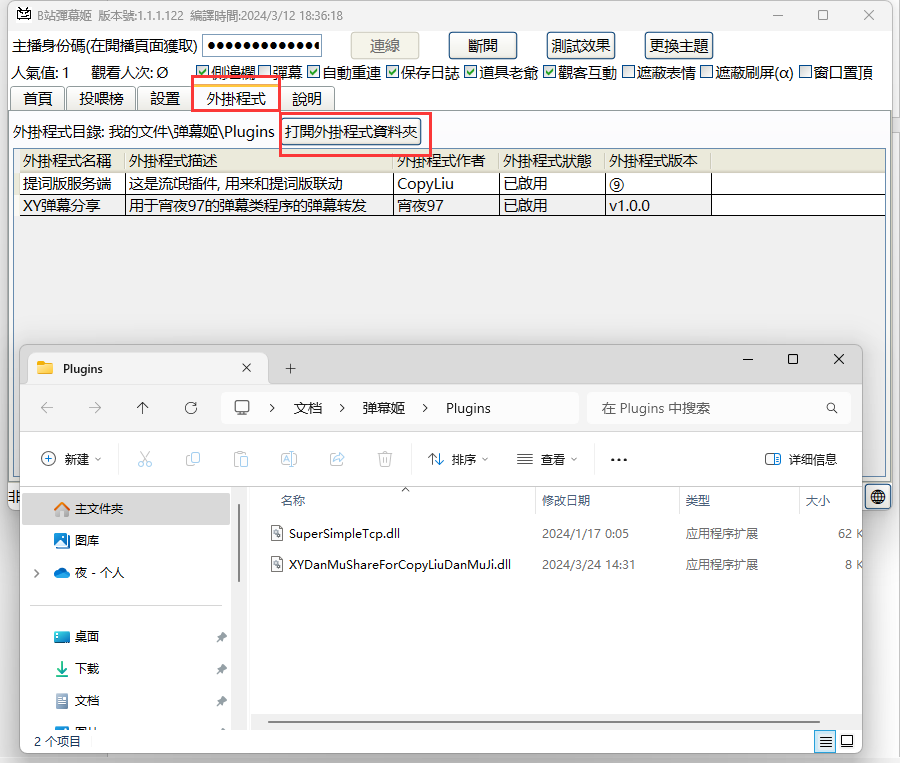 B站彈幕姬 版本號:1.1.1.122 編譯時間:2024/3/12 18:36:18
主播身份碼(在開播頁面獲取) ●●●●●●●●●●●●● 連線 斷開 測試效果 更換主題
人氣值: 1 觀看人次: Ø 側邊欄 彈幕 自動重連 保存日誌 道具老爺 觀客互動 遮蔽表情 遮蔽刷屏(α) 窗口置頂
首頁 投喂榜 設置 外掛程式 說明
外掛程式目錄: 我的文件\弹幕姬\Plugins 打開外掛程式資料夾
外掛程式名稱 外掛程式描述 外掛程式作者 外掛程式狀態 外掛程式版本
提词版服务端 这是流氓插件, 用来和提词版联动 CopyLiu 已啟用 ⑨
XY弹幕分享 用于宵夜97的弹幕类程序的弹幕转发 宵夜97 已啟用 v1.0.0
Plugins
文档 弹幕姬 Plugins 在 Plugins 中搜索
新建 排序 查看 详细信息
名称 修改日期 类型 大小
主文件夹
SuperSimpleTcp.dll 2024/1/17 0:05 应用程序扩展 62 K
图库
XYDanMuShareForCopyLiuDanMuJi.dll 2024/3/24 14:31 应用程序扩展 8 K
夜 - 个人
桌面
下载
文档
2 个项目